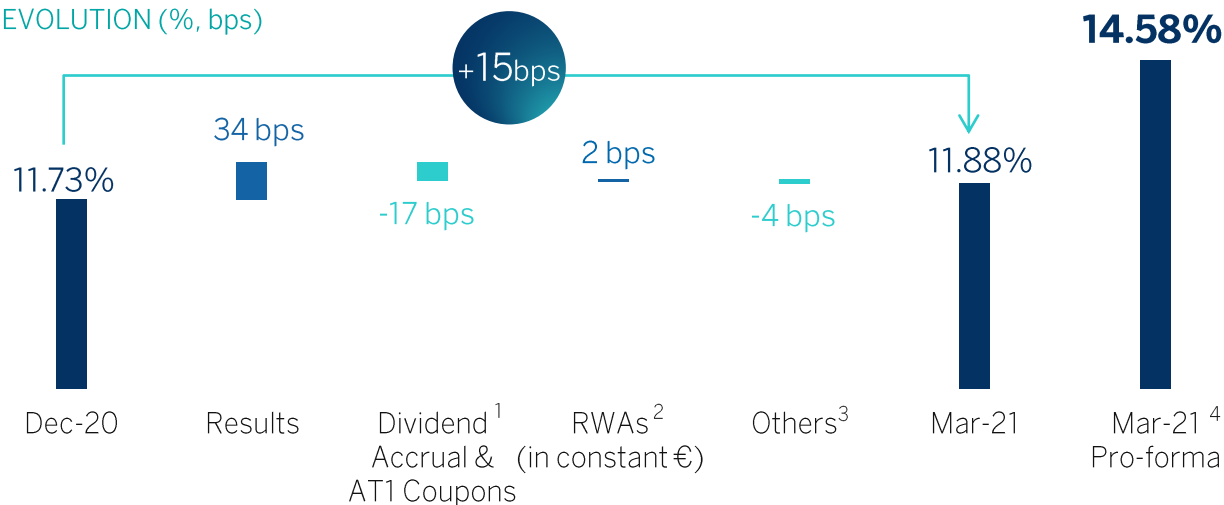 EVOLUTION (%, bps)
14.58%
+15bps
34 bps
2 bps
11.73%
11.88%
-17 bps
-4 bps
Dec-20
Results
Dividend 1
Accrual &
AT1 Coupons
RWAs 2
(in constant €)
Others3
Mar-21
Mar-21 4
Pro-forma